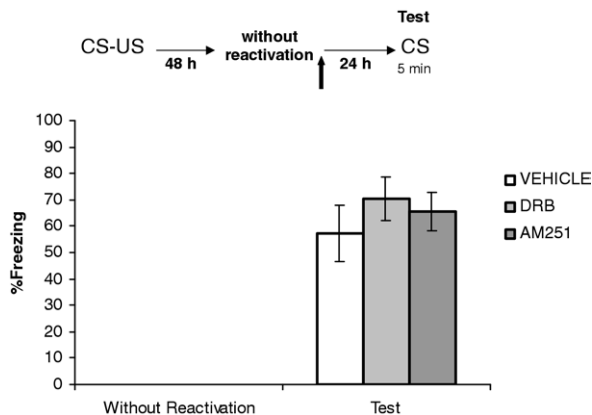 Test
CS-US
without
reactivation
CS
48 h
24 h
5 min
100
90
80
70
60
50
40
30
20
10
0
%Freezing
VEHICLE
DRB
AM251
Without Reactivation
Test